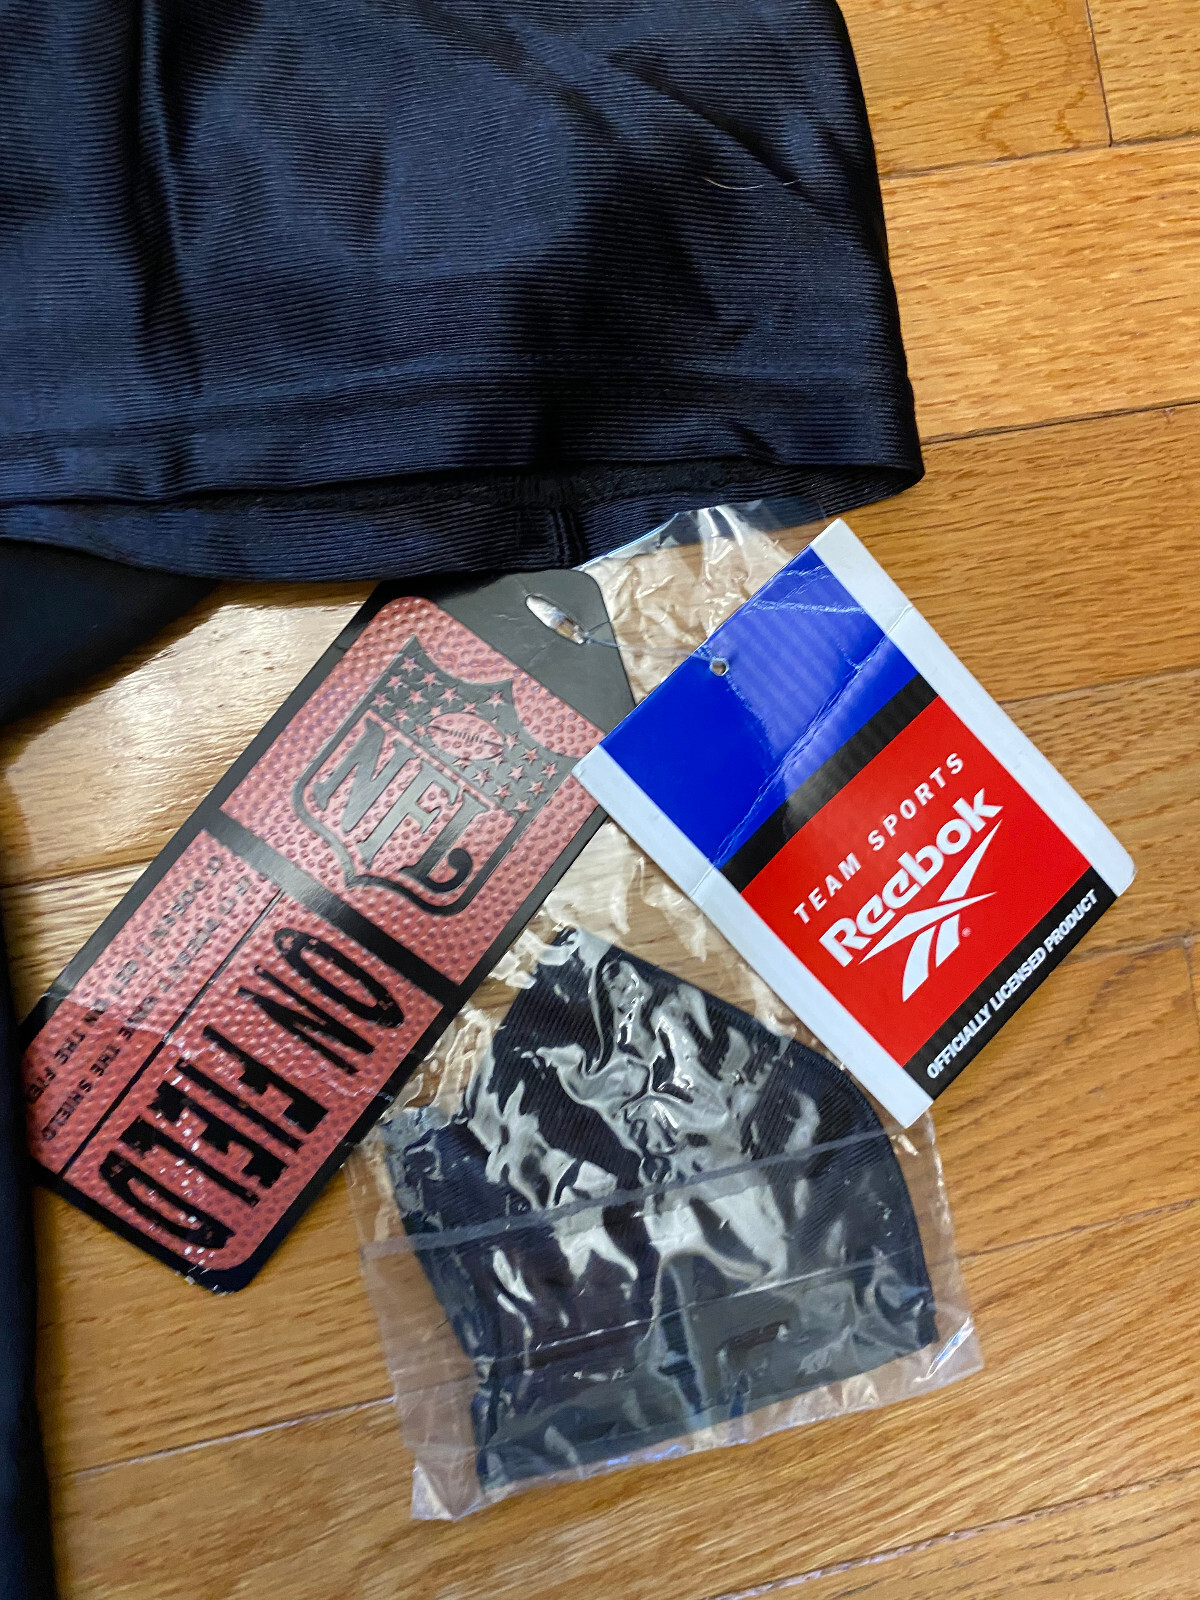 NFL
ON FIELD
IF IT DOESN'T HAVE THE SHIELD
IT DOESN'T GET ON THE FIELD
TEAM SPORTS
Reebok
®
OFFICIALLY LICENSED PRODUCT